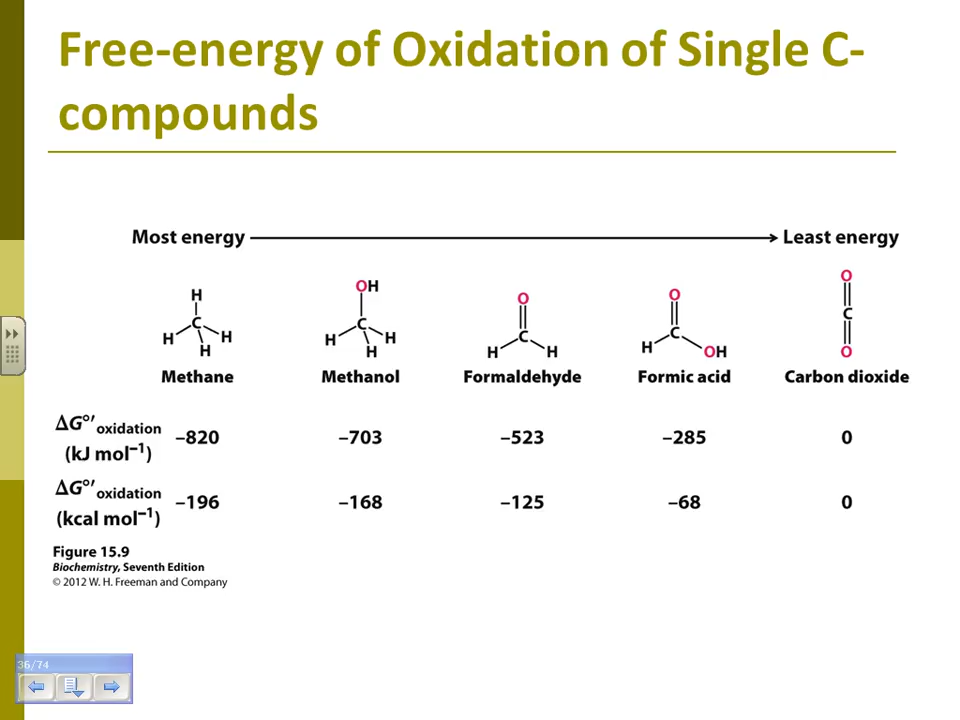 Free-energy of Oxidation of Single C-
compounds
Most energy Least energy
H
C
H H
H
Methane
OH
C
H H
H
Methanol
O
C
H H
Formaldehyde
O
C
H OH
Formic acid
O
C
O
Carbon dioxide
ΔG°′oxidation
(kJ mol⁻¹) –820 –703 –523 –285 0
ΔG°′oxidation
(kcal mol⁻¹) –196 –168 –125 –68 0
Figure 15.9
Biochemistry, Seventh Edition
© 2012 W. H. Freeman and Company
36/74